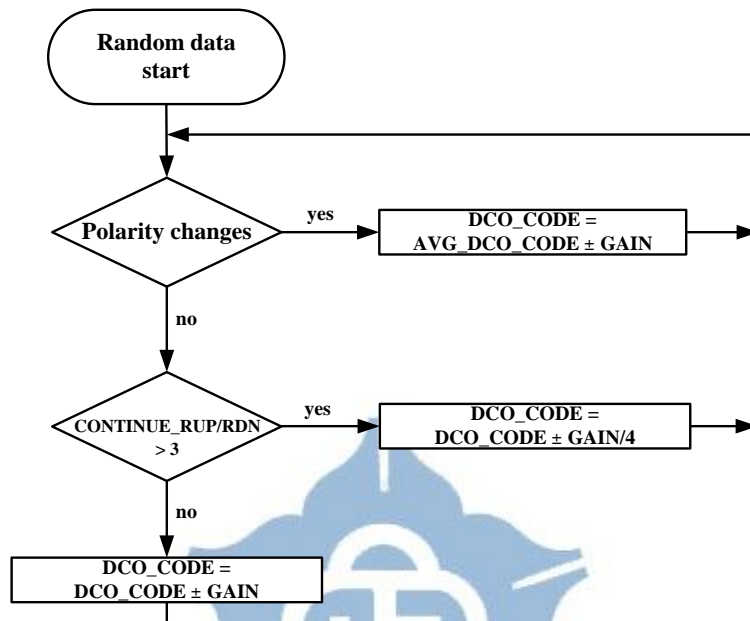 Random data
start
Polarity changes
yes
DCO_CODE =
AVG_DCO_CODE ± GAIN
no
CONTINUE_RUP/RDN
> 3
yes
DCO_CODE =
DCO_CODE ± GAIN/4
no
DCO_CODE =
DCO_CODE ± GAIN